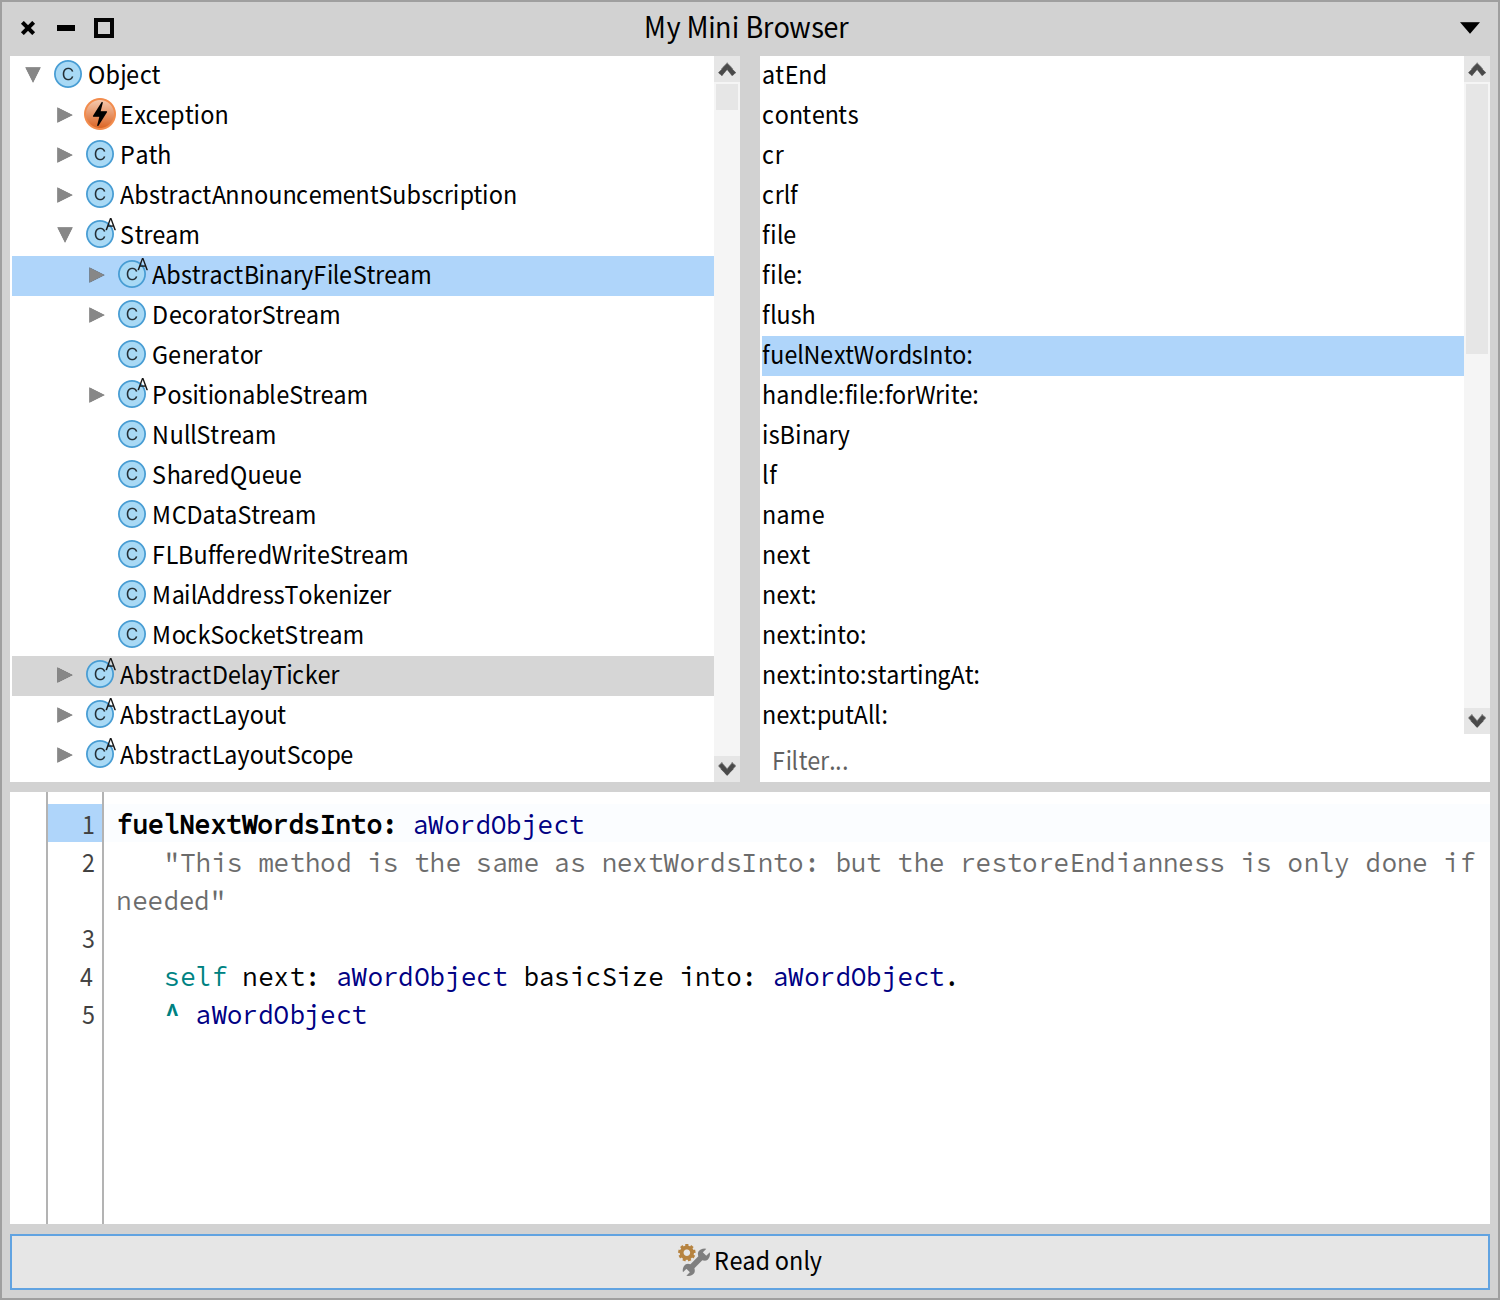 My Mini Browser
Object
Exception
Path
AbstractAnnouncementSubscription
Stream
AbstractBinaryFileStream
DecoratorStream
Generator
PositionableStream
NullStream
SharedQueue
MCDataStream
FLBufferedWriteStream
MailAddressTokenizer
MockSocketStream
AbstractDelayTicker
AbstractLayout
AbstractLayoutScope
atEnd
contents
cr
crlf
file
file:
flush
fuelNextWordsInto:
handle:file:forWrite:
isBinary
lf
name
next
next:
next:into:
next:into:startingAt:
next:putAll:
Filter...
1 fuelNextWordsInto: aWordObject
2 "This method is the same as nextWordsInto: but the restoreEndianness is only done if
needed"
3
4 self next: aWordObject basicSize into: aWordObject.
5 ^ aWordObject
Read only